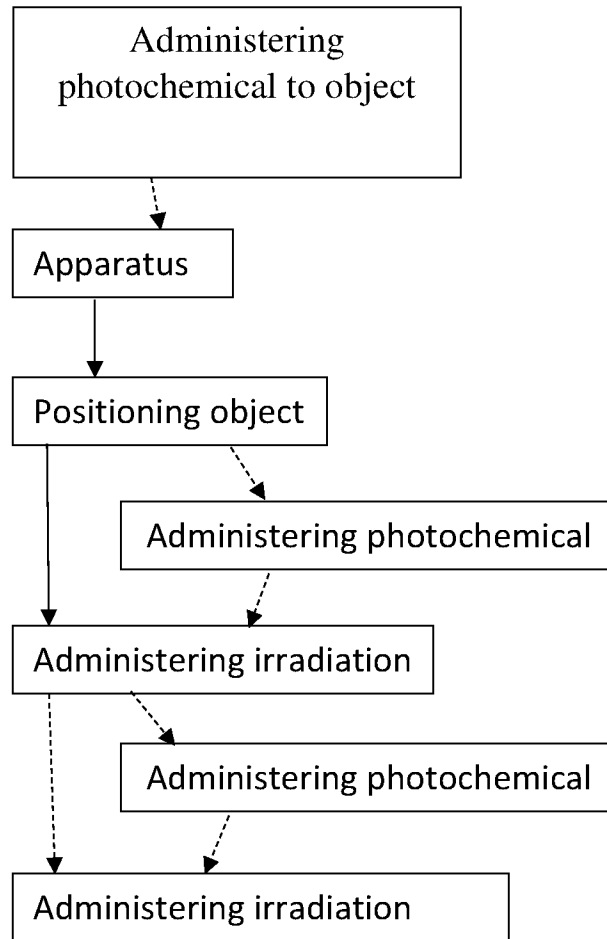 Administering
photochemical to object
Apparatus
Positioning object
Administering photochemical
Administering irradiation
Administering photochemical
Administering irradiation